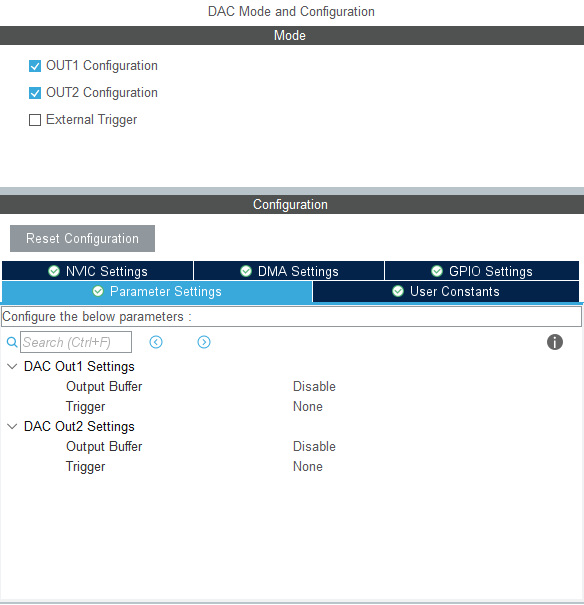 DAC Mode and Configuration
Mode
OUT1 Configuration
OUT2 Configuration
External Trigger
Configuration
Reset Configuration
NVIC Settings DMA Settings GPIO Settings
Parameter Settings User Constants
Configure the below parameters :
Search (Ctrl+F)
DAC Out1 Settings
Output Buffer Disable
Trigger None
DAC Out2 Settings
Output Buffer Disable
Trigger None